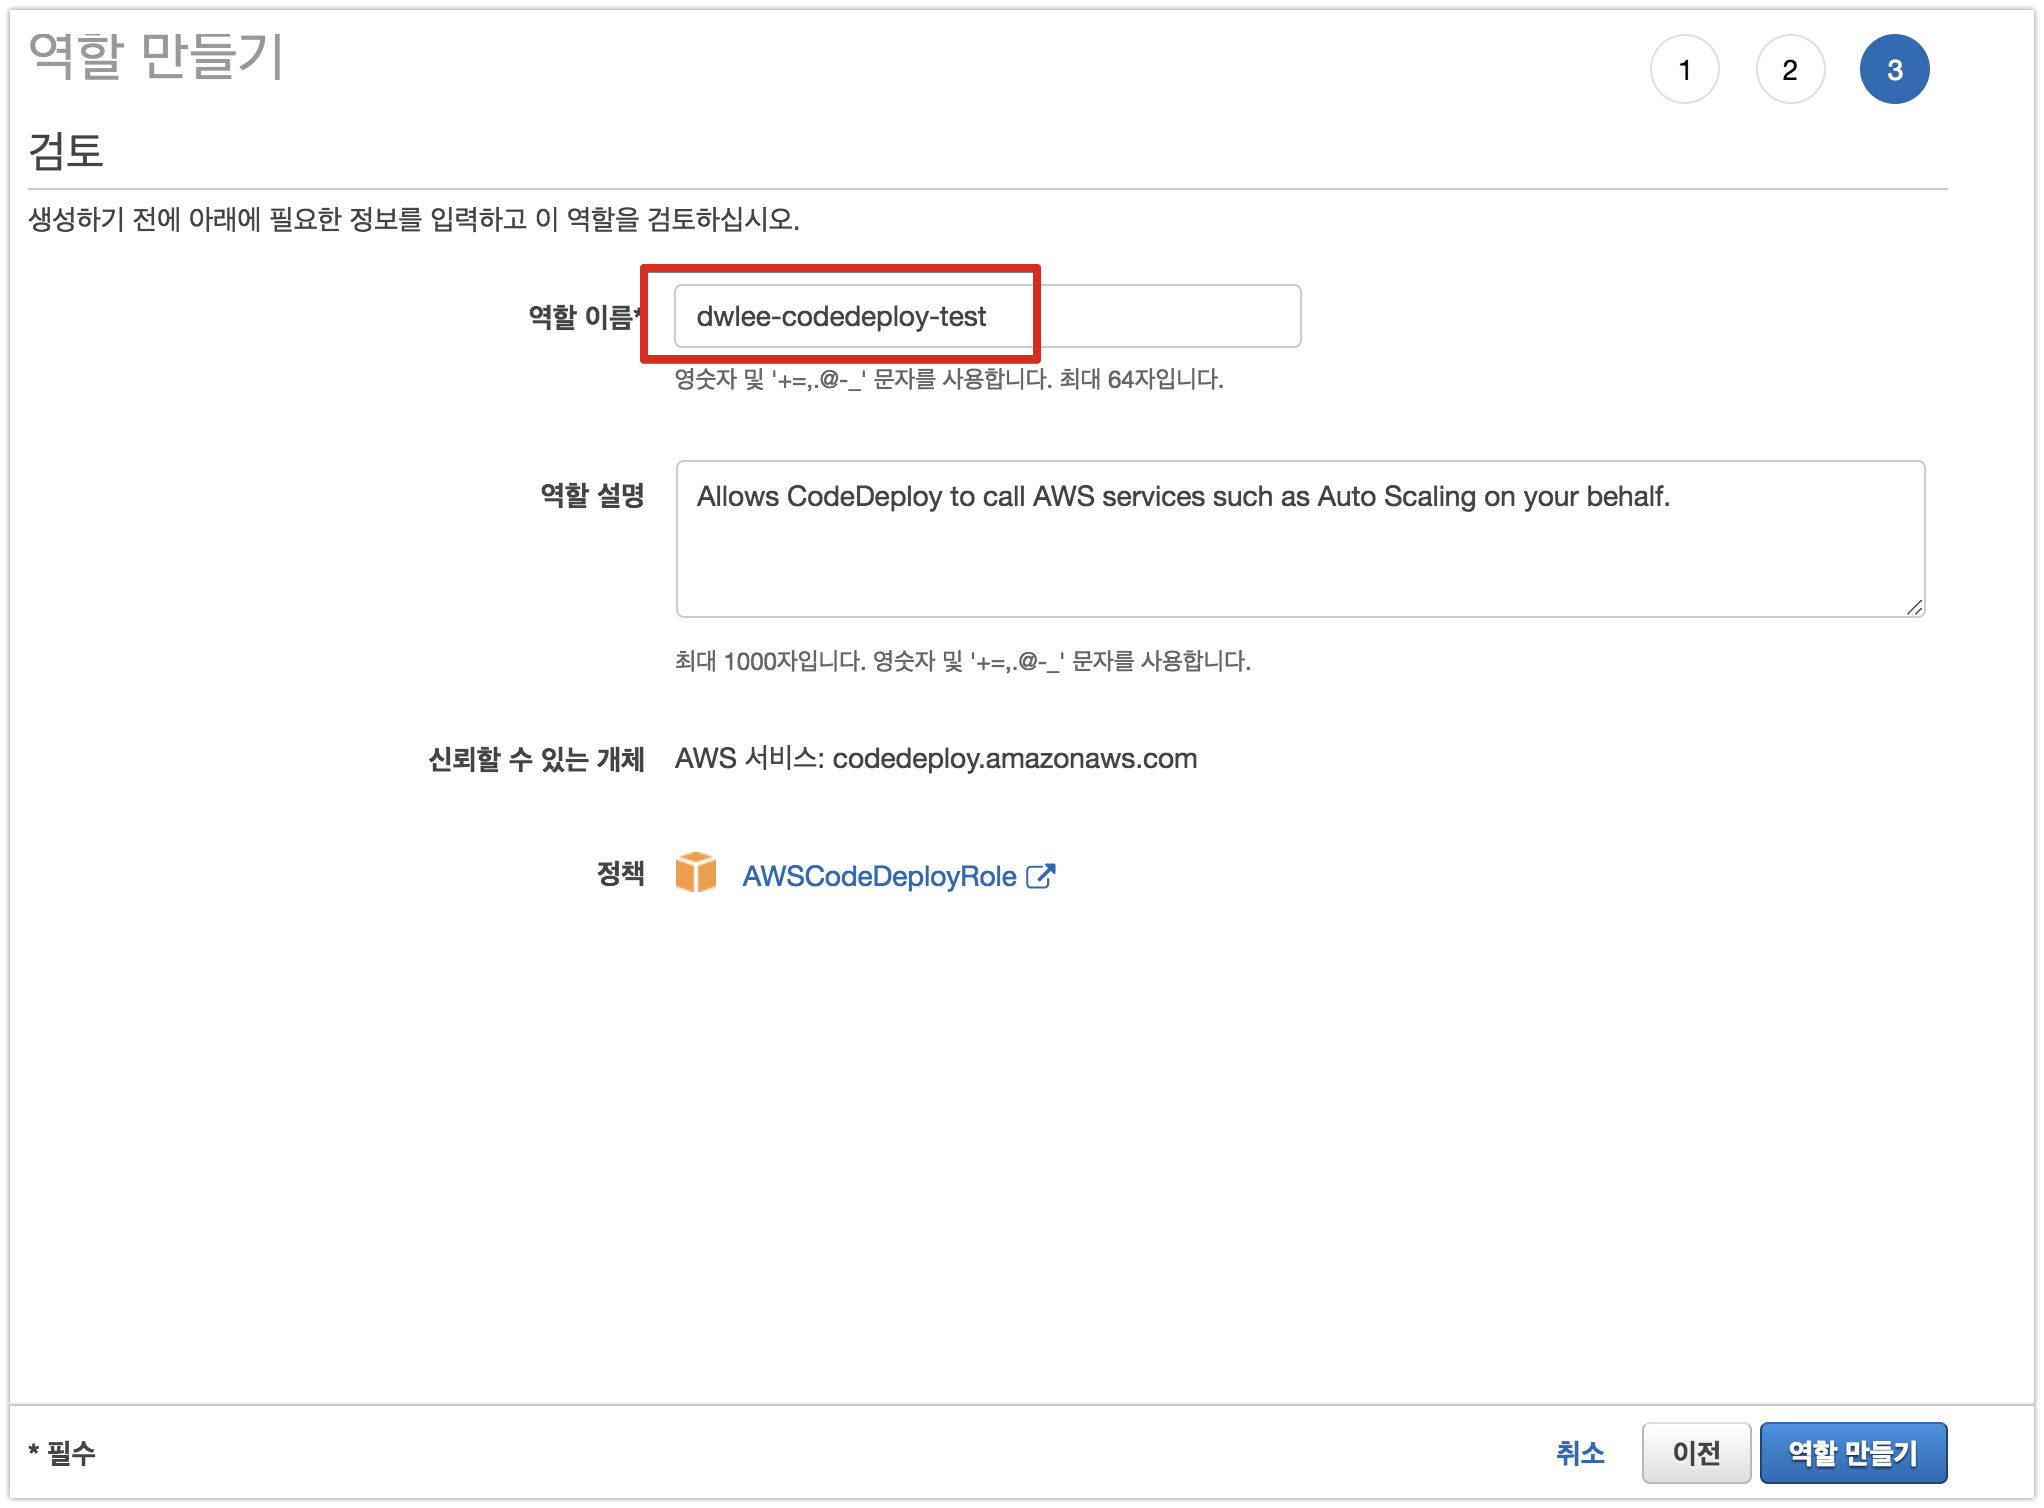 역할 만들기
1 2 3
검토
생성하기 전에 아래에 필요한 정보를 입력하고 이 역할을 검토하십시오.
역할 이름* dwlee-codedeploy-test
영숫자 및 '+=,.@-_' 문자를 사용합니다. 최대 64자입니다.
역할 설명 Allows CodeDeploy to call AWS services such as Auto Scaling on your behalf.
최대 1000자입니다. 영숫자 및 '+=,.@-_' 문자를 사용합니다.
신뢰할 수 있는 개체 AWS 서비스: codedeploy.amazonaws.com
정책 AWSCodeDeployRole
* 필수 취소 이전 역할 만들기